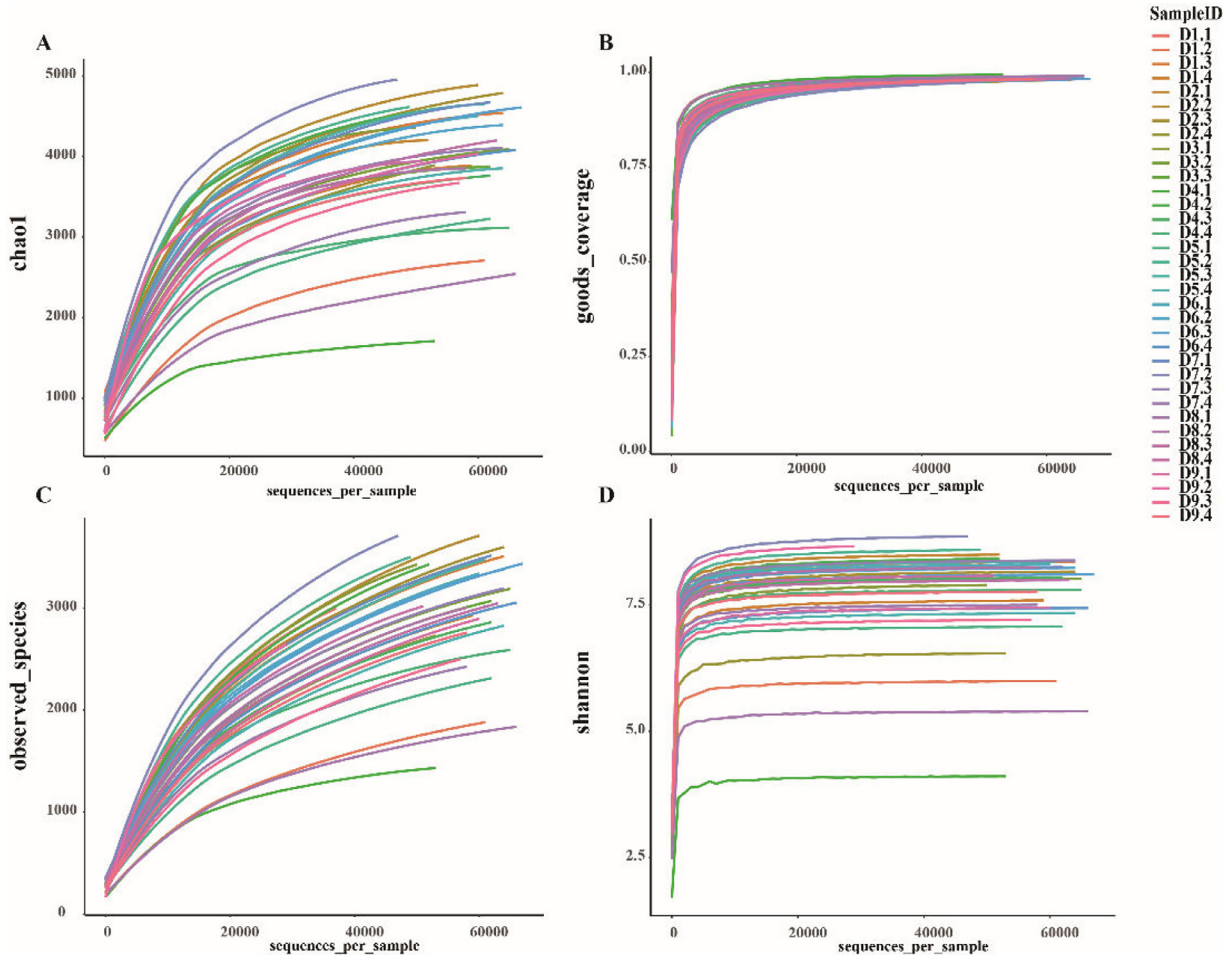 A
5000
4000
3000
2000
1000
0
20000
40000
60000
chao1
sequences_per_sample
B
1.00
0.75
0.50
0.25
0.00
0
20000
40000
60000
goods_coverage
sequences_per_sample
C
3000
2000
1000
0
0
20000
40000
60000
observed_species
sequences_per_sample
D
7.5
5.0
2.5
0
20000
40000
60000
shannon
sequences_per_sample
SampleID
D1.1
D1.2
D1.3
D1.4
D2.1
D2.2
D2.3
D2.4
D3.1
D3.2
D3.3
D4.1
D4.2
D4.3
D4.4
D5.1
D5.2
D5.3
D5.4
D6.1
D6.2
D6.3
D6.4
D7.1
D7.2
D7.3
D7.4
D8.1
D8.2
D8.3
D8.4
D9.1
D9.2
D9.3
D9.4